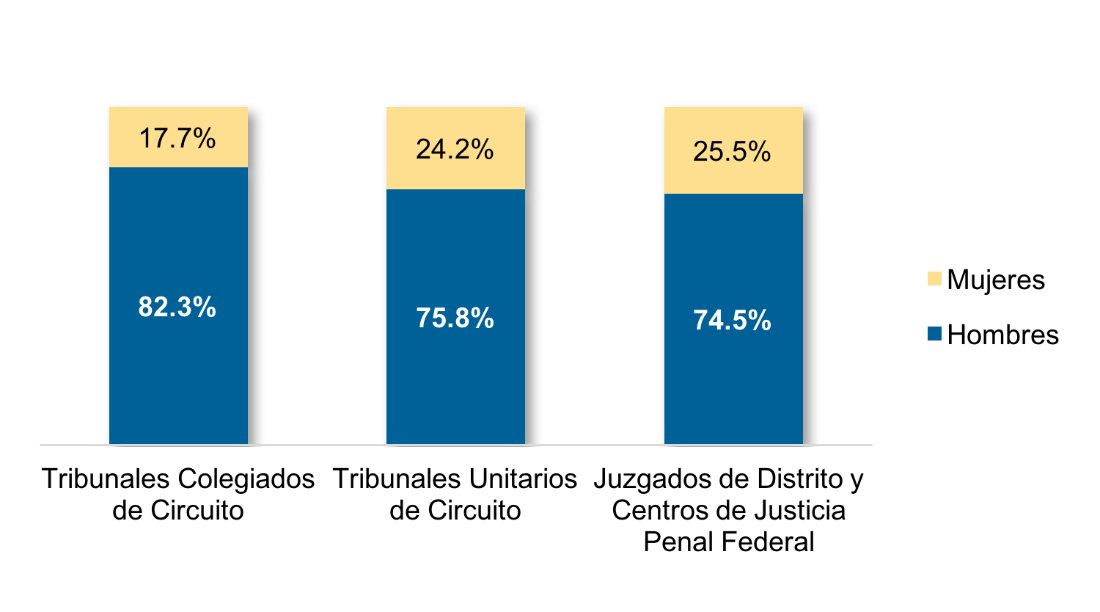 17.7%
24.2%
25.5%
82.3%
75.8%
74.5%
Mujeres
Hombres
Tribunales Colegiados
de Circuito
Tribunales Unitarios
de Circuito
Juzgados de Distrito y
Centros de Justicia
Penal Federal